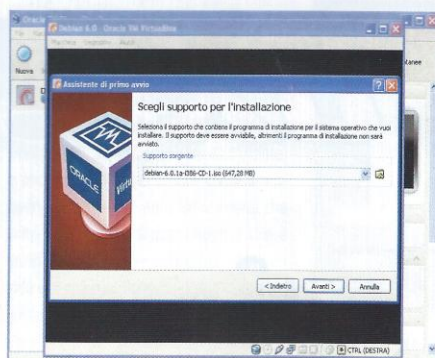 Oracle
Debian 6.0 Oracle VM VirtualBox
Nuova
Assistente di primo avvio
Scegli supporto per l'installazione
Seleziona il supporto che contiene il programma di installazione per il sistema operativo che vuoi
installare. Il supporto deve essere avviabile, altrimenti il programma di installazione non sarà
avviato.
Supporto sorgente
debian-6.0.1a-i386-CD-1.iso (647,28 MB)
ORACLE
VM
< Indietro
Avanti >
Annulla
CTRL (DESTRA)